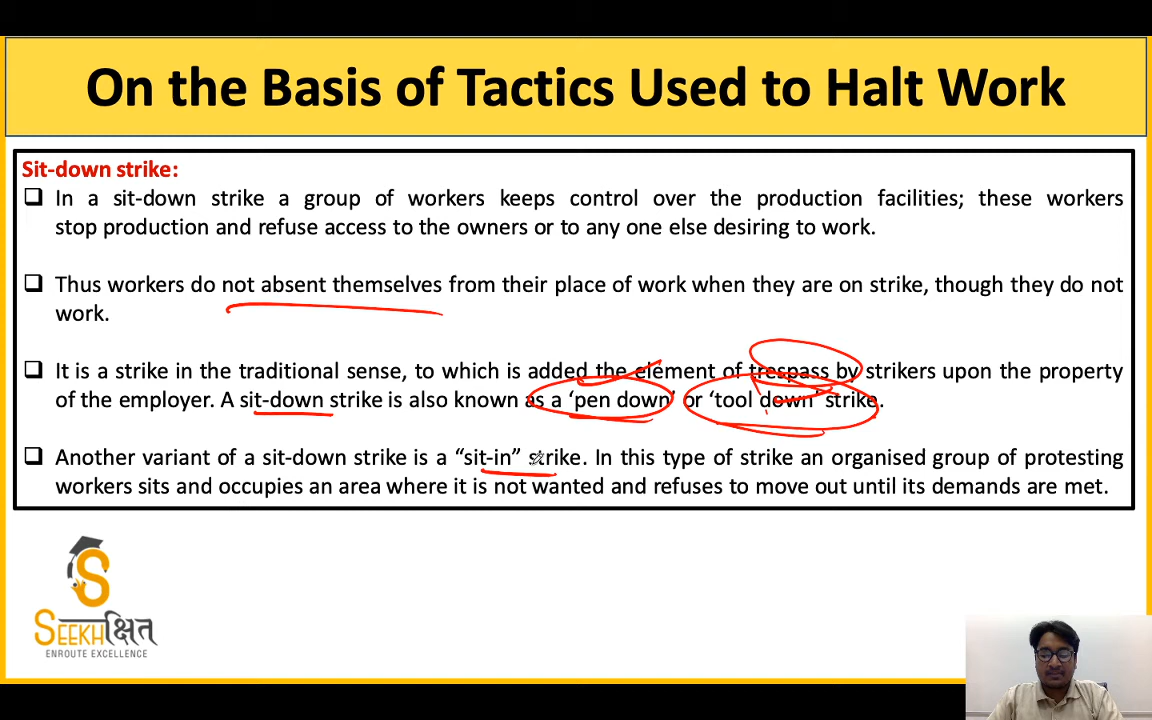 On the Basis of Tactics Used to Halt Work
Sit-down strike:
In a sit-down strike a group of workers keeps control over the production facilities; these workers
stop production and refuse access to the owners or to any one else desiring to work.
Thus workers do not absent themselves from their place of work when they are on strike, though they do not
work.
It is a strike in the traditional sense, to which is added the element of trespass by strikers upon the property
of the employer. A sit-down strike is also known as a ‘pen down’ or ‘tool down’ strike.
Another variant of a sit-down strike is a “sit-in” strike. In this type of strike an organised group of protesting
workers sits and occupies an area where it is not wanted and refuses to move out until its demands are met.
S
SEEKHक्षित
ENROUTE EXCELLENCE